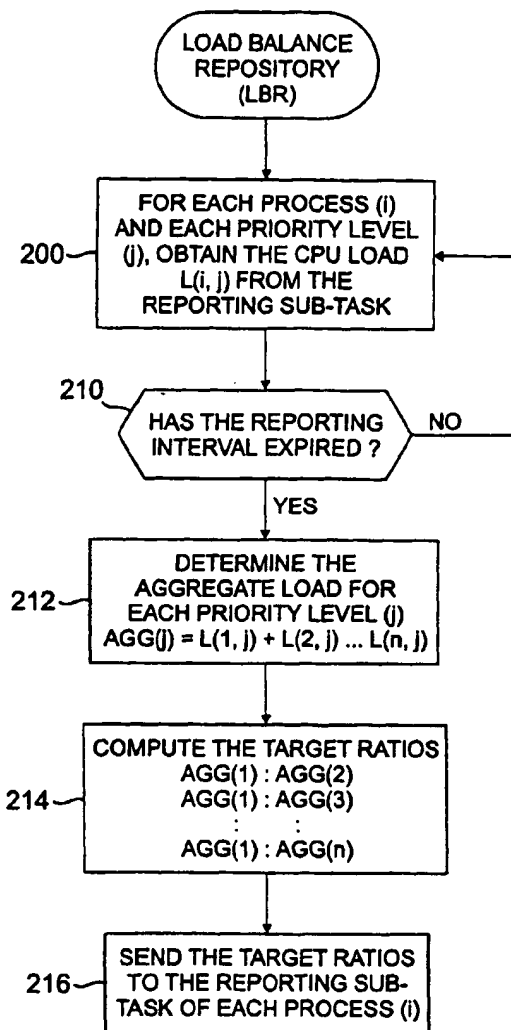 LOAD BALANCE
REPOSITORY
(LBR)
200
FOR EACH PROCESS (i)
AND EACH PRIORITY LEVEL
(j), OBTAIN THE CPU LOAD
L(i, j) FROM THE
REPORTING SUB-TASK
210
HAS THE REPORTING
INTERVAL EXPIRED ?
NO
YES
212
DETERMINE THE
AGGREGATE LOAD FOR
EACH PRIORITY LEVEL (j)
AGG(j) = L(1, j) + L(2, j) ... L(n, j)
214
COMPUTE THE TARGET RATIOS
AGG(1) : AGG(2)
AGG(1) : AGG(3)
: :
AGG(1) : AGG(n)
216
SEND THE TARGET RATIOS
TO THE REPORTING SUB-
TASK OF EACH PROCESS (i)